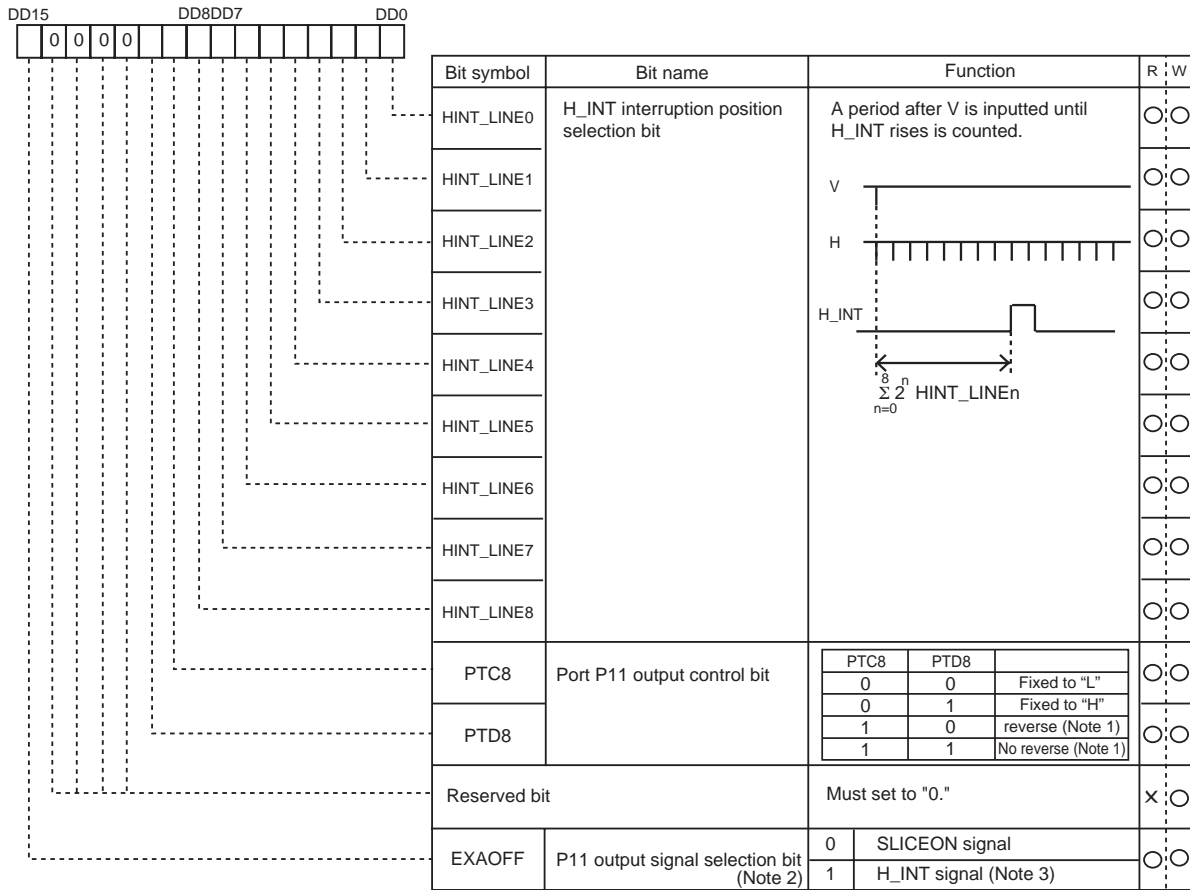 DD15 DD8DD7 DD0
0 0 0 0
Bit symbol Bit name Function R W
HINT_LINE0 H_INT interruption position selection bit A period after V is inputted until H_INT rises is counted.
HINT_LINE1
V
HINT_LINE2
H
HINT_LINE3
H_INT
HINT_LINE4
8
Σ 2n HINT_LINEn
n=0
HINT_LINE5
HINT_LINE6
HINT_LINE7
HINT_LINE8
PTC8 Port P11 output control bit
PTC8 PTD8
0 0 Fixed to “L”
0 1 Fixed to “H”
1 0 reverse (Note 1)
1 1 No reverse (Note 1)
PTD8
Reserved bit Must set to "0." ×
EXAOFF P11 output signal selection bit (Note 2)
0 SLICEON signal
1 H_INT signal (Note 3)